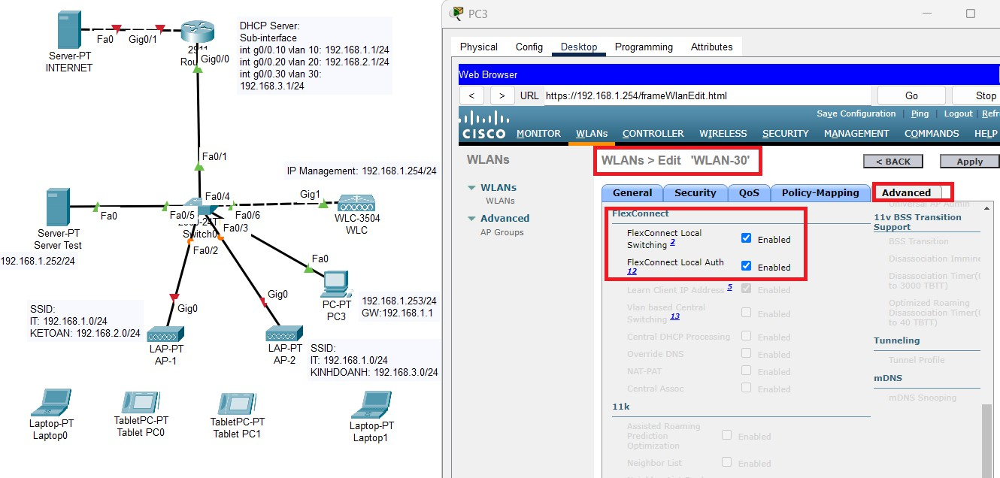 Server-PT
INTERNET
Fa0
Gig0/1
Gig0/0
DHCP Server:
Sub-interface
int g0/0.10 vlan 10: 192.168.1.1/24
int g0/0.20 vlan 20: 192.168.2.1/24
int g0/0.30 vlan 30:
192.168.3.1/24
Fa0/1
IP Management: 192.168.1.254/24
Fa0/4
Gig1
WLC-3504
WLC
Fa0
Fa0/5
Fa0/6
Fa0/3
Switch0
Fa0/2
Server-PT
Server Test
192.168.1.252/24
Fa0
PC-PT
PC3
192.168.1.253/24
GW:192.168.1.1
Gig0
Gig0
SSID:
IT: 192.168.1.0/24
KETOAN: 192.168.2.0/24
LAP-PT
AP-1
LAP-PT
AP-2
SSID:
IT: 192.168.1.0/24
KINHDOANH: 192.168.3.0/24
Laptop-PT
Laptop0
TabletPC-PT
Tablet PC0
TabletPC-PT
Tablet PC1
Laptop-PT
Laptop1
PC3
Physical Config Desktop Programming Attributes
Web Browser
< > URL https://192.168.1.254/frameWlanEdit.html Go Stop
Save Configuration | Ping | Logout | Refr
CISCO MONITOR WLANs CONTROLLER WIRELESS SECURITY MANAGEMENT COMMANDS HELP
WLANs
WLANs
WLANs
Advanced
AP Groups
WLANs > Edit 'WLAN-30'
< BACK Apply
General Security QoS Policy-Mapping Advanced
FlexConnect
FlexConnect Local
Switching 2 Enabled
FlexConnect Local Auth
12 Enabled
Learn Client IP Address 5 Enabled
Vlan based Central
Switching 13 Enabled
Central DHCP Processing Enabled
Override DNS Enabled
NAT-PAT Enabled
Central Assoc Enabled
11k
Assisted Roaming
Prediction
Optimization Enabled
Neighbor List Enabled
Universal AP Admin
11v BSS Transition
Support
BSS Transition
Disassociation Immine
Disassociation Timer(
to 3000 TBTT)
Optimized Roaming
Disassociation Timer(
to 40 TBTT)
Tunneling
Tunnel Profile
mDNS
mDNS Snooping